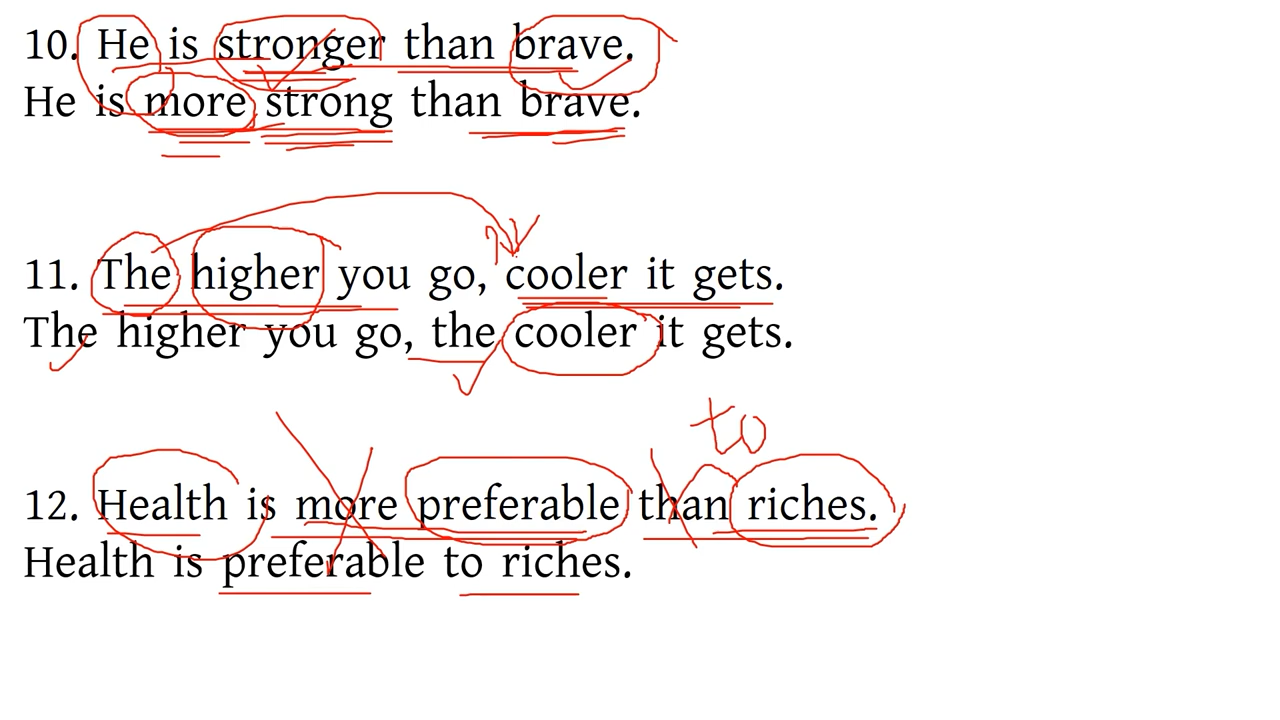 10. He is stronger than brave.
He is more strong than brave.
11. The higher you go, cooler it gets.
The higher you go, the cooler it gets.
to
12. Health is more preferable than riches.
Health is preferable to riches.